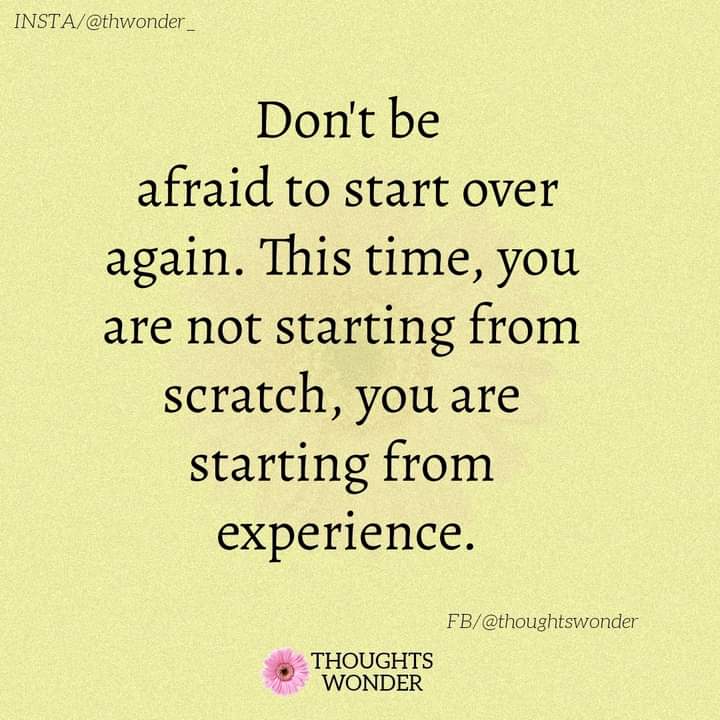 INSTA/@thwonder_
Don't be
afraid to start over
again. This time, you
are not starting from
scratch, you are
starting from
experience.
FB/@thoughtswonder
THOUGHTS
WONDER